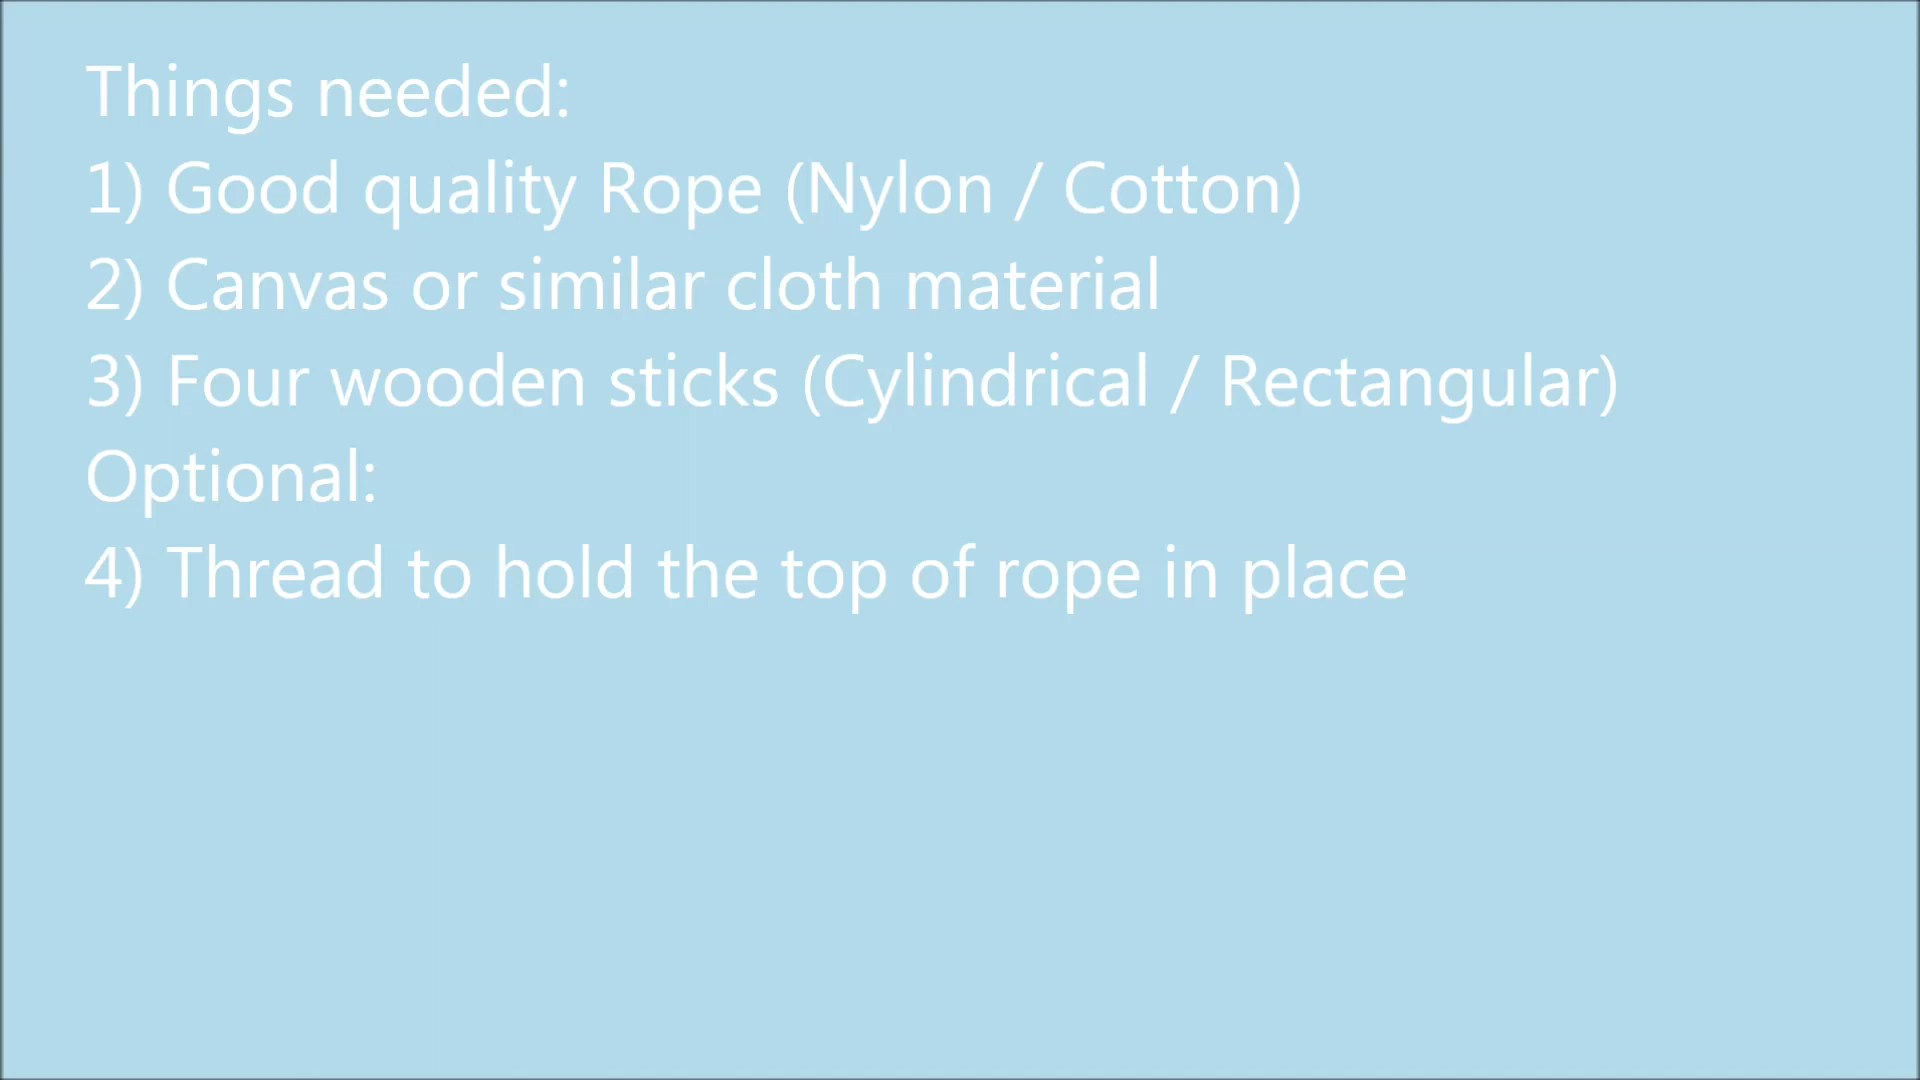 Things needed:
1) Good quality Rope (Nylon / Cotton)
2) Canvas or similar cloth material
3) Four wooden sticks (Cylindrical / Rectangular)
Optional:
4) Thread to hold the top of rope in place